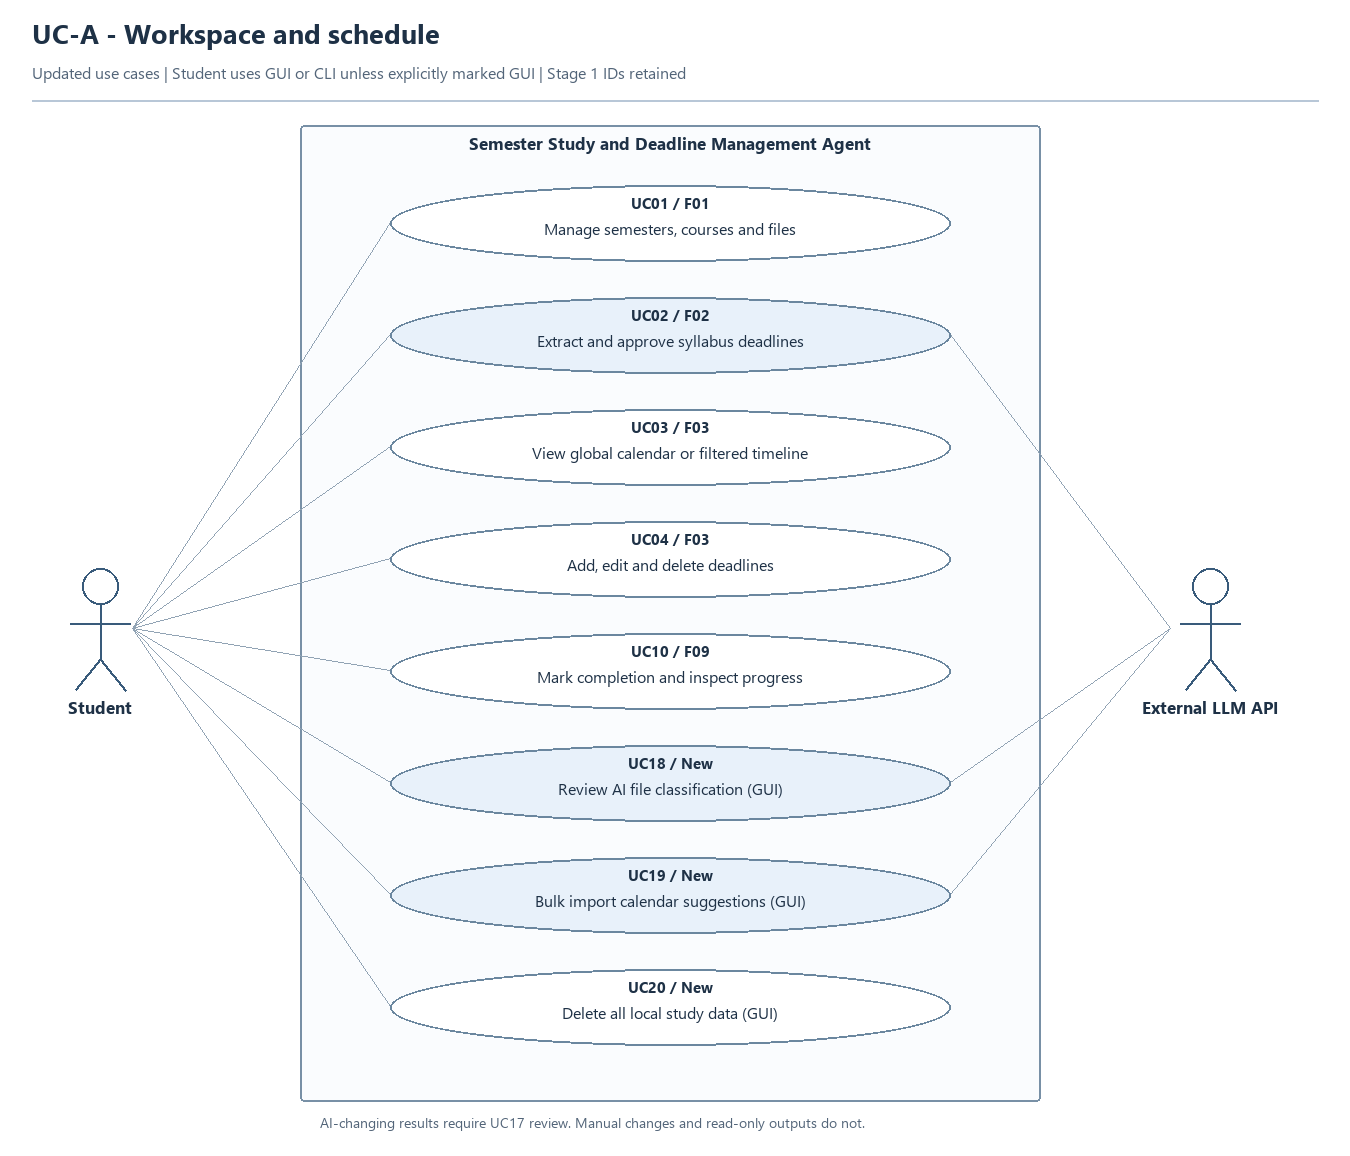 UC-A - Workspace and schedule
Updated use cases | Student uses GUI or CLI unless explicitly marked GUI | Stage 1 IDs retained
Semester Study and Deadline Management Agent
UC01 / F01
Manage semesters, courses and files
UC02 / F02
Extract and approve syllabus deadlines
UC03 / F03
View global calendar or filtered timeline
UC04 / F03
Add, edit and delete deadlines
UC10 / F09
Mark completion and inspect progress
Student
External LLM API
UC18 / New
Review AI file classification (GUI)
UC19 / New
Bulk import calendar suggestions (GUI)
UC20 / New
Delete all local study data (GUI)
AI-changing results require UC17 review. Manual changes and read-only outputs do not.